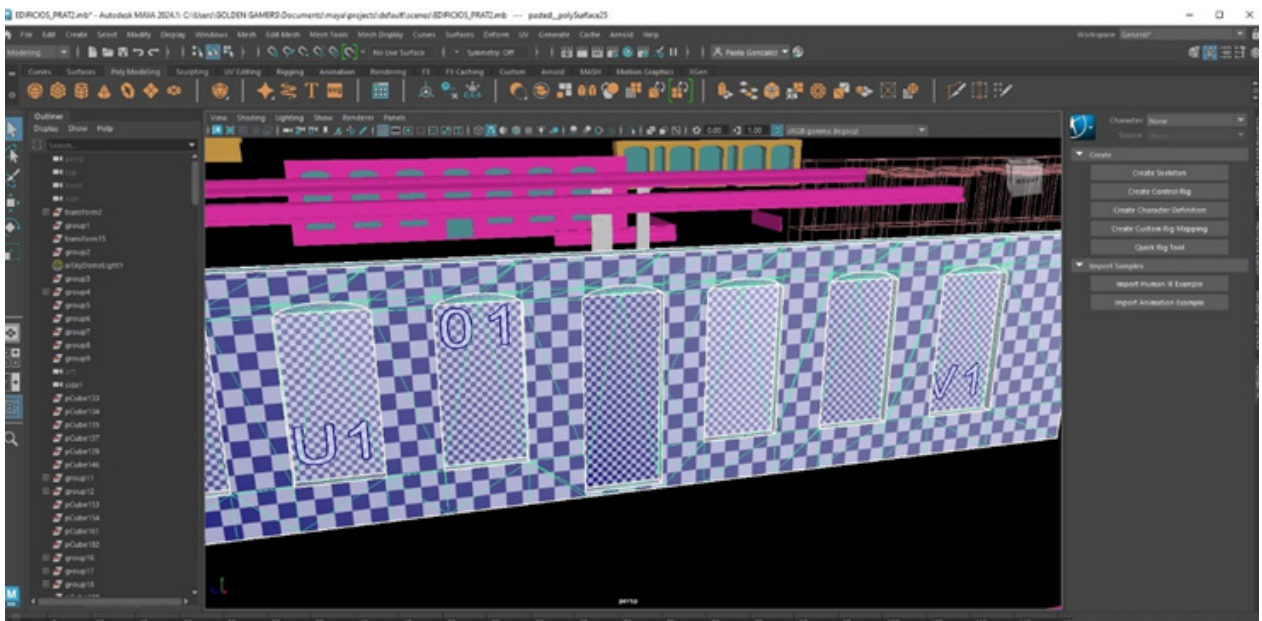 EDIFICIOS_PRAT2.mb* - Autodesk MAYA 2024.1: C:\Users\GOLDEN GAMERS\Documents\maya\projects\default\scenes\EDIFICIOS_PRAT2.mb --- pasted__polySurface25
File Edit Create Select Modify Display Windows Mesh Edit Mesh Mesh Tools Mesh Display Curves Surfaces Deform UV Generate Cache Arnold Help
Workspace General*
Modeling
No Live Surface
Symmetry: Off
Paola Gonzalez
Curves Surfaces Poly Modeling Sculpting UV Editing Rigging Animation Rendering FX FX Caching Custom Arnold MASH Motion Graphics XGen
Outliner
Display Show Help
Search...
persp
top
front
side
transform2
group1
transform15
group2
aiSkyDomeLight1
group3
group4
group5
group6
group7
group8
group9
left
side1
pCube133
pCube134
pCube135
pCube137
pCube139
pCube146
group11
group12
pCube153
pCube154
pCube161
pCube182
group16
group17
group18
View Shading Lighting Show Renderer Panels
0.00
1.00
sRGB gamma (legacy)
01
U1
V1
persp
Character: None
Source None
Create
Create Skeleton
Create Control Rig
Create Character Definition
Create Custom Rig Mapping
Quick Rig Tool
Import Samples
Import Human IK Example
Import Animation Example